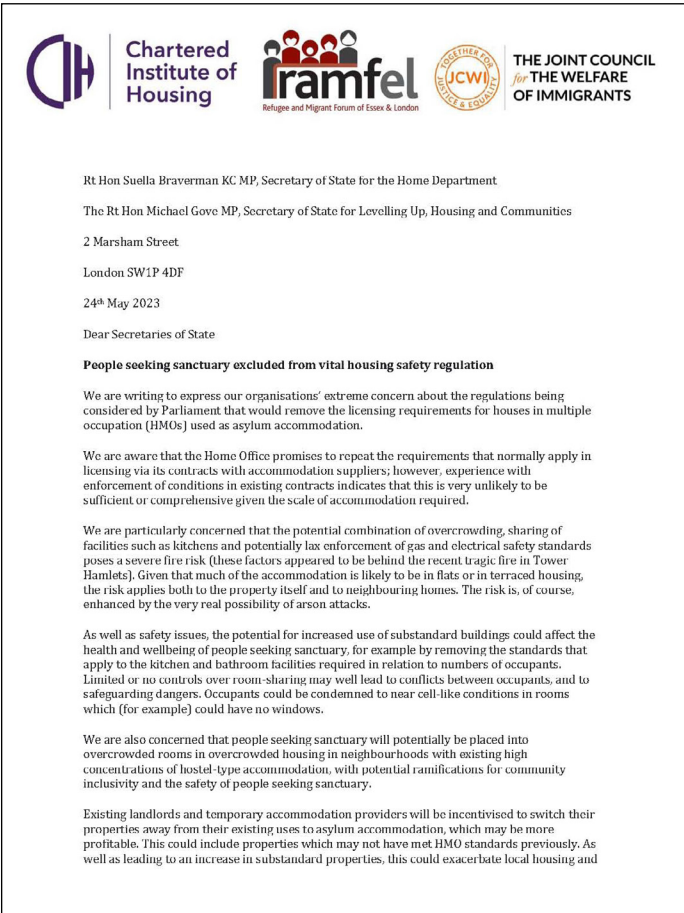 Chartered
Institute of
Housing
ramfel
Refugee and Migrant Forum of Essex & London
TOGETHER FOR
JCWI
JUSTICE & EQUALITY
THE JOINT COUNCIL
for THE WELFARE
OF IMMIGRANTS
Rt Hon Suella Braverman KC MP, Secretary of State for the Home Department
The Rt Hon Michael Gove MP, Secretary of State for Levelling Up, Housing and Communities
2 Marsham Street
London SW1P 4DF
24th May 2023
Dear Secretaries of State
People seeking sanctuary excluded from vital housing safety regulation
We are writing to express our organisations' extreme concern about the regulations being
considered by Parliament that would remove the licensing requirements for houses in multiple
occupation (HMOs) used as asylum accommodation.
We are aware that the Home Office promises to repeat the requirements that normally apply in
licensing via its contracts with accommodation suppliers; however, experience with
enforcement of conditions in existing contracts indicates that this is very unlikely to be
sufficient or comprehensive given the scale of accommodation required.
We are particularly concerned that the potential combination of overcrowding, sharing of
facilities such as kitchens and potentially lax enforcement of gas and electrical safety standards
poses a severe fire risk (these factors appeared to be behind the recent tragic fire in Tower
Hamlets). Given that much of the accommodation is likely to be in flats or in terraced housing,
the risk applies both to the property itself and to neighbouring homes. The risk is, of course,
enhanced by the very real possibility of arson attacks.
As well as safety issues, the potential for increased use of substandard buildings could affect the
health and wellbeing of people seeking sanctuary, for example by removing the standards that
apply to the kitchen and bathroom facilities required in relation to numbers of occupants.
Limited or no controls over room-sharing may well lead to conflicts between occupants, and to
safeguarding dangers. Occupants could be condemned to near cell-like conditions in rooms
which (for example) could have no windows.
We are also concerned that people seeking sanctuary will potentially be placed into
overcrowded rooms in overcrowded housing in neighbourhoods with existing high
concentrations of hostel-type accommodation, with potential ramifications for community
inclusivity and the safety of people seeking sanctuary.
Existing landlords and temporary accommodation providers will be incentivised to switch their
properties away from their existing uses to asylum accommodation, which may be more
profitable. This could include properties which may not have met HMO standards previously. As
well as leading to an increase in substandard properties, this could exacerbate local housing and